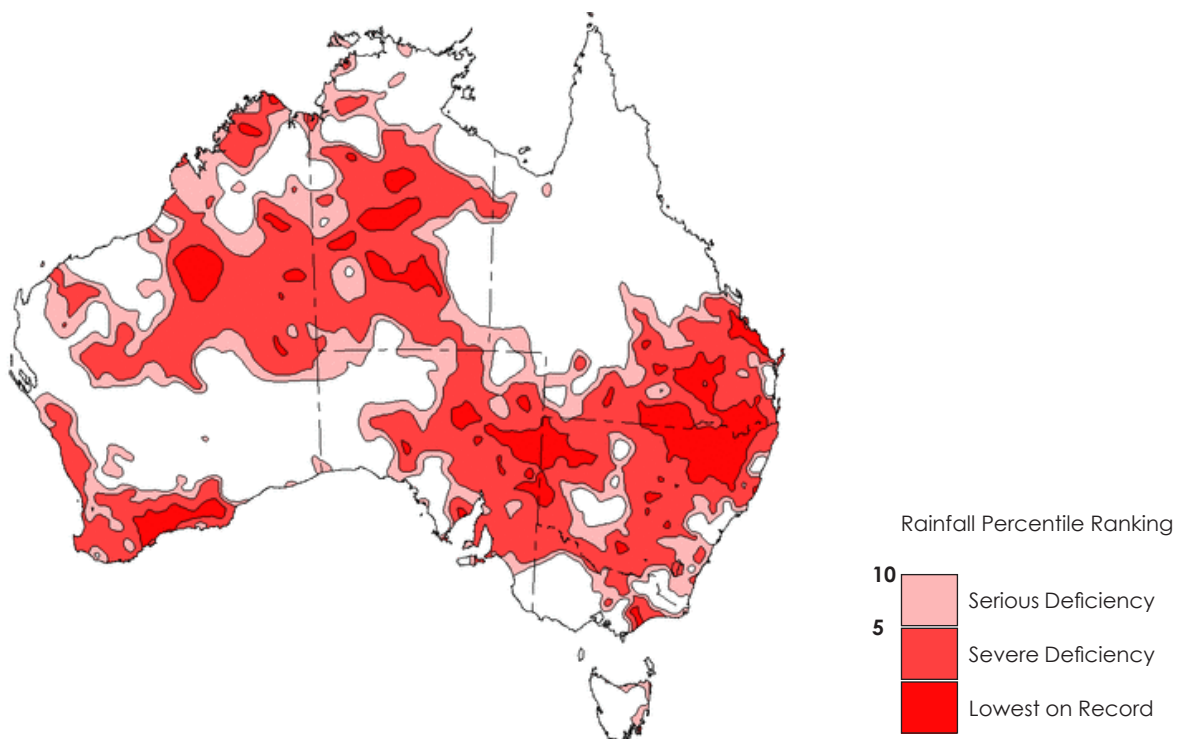 Rainfall Percentile Ranking
10
Serious Deficiency
5
Severe Deficiency
Lowest on Record